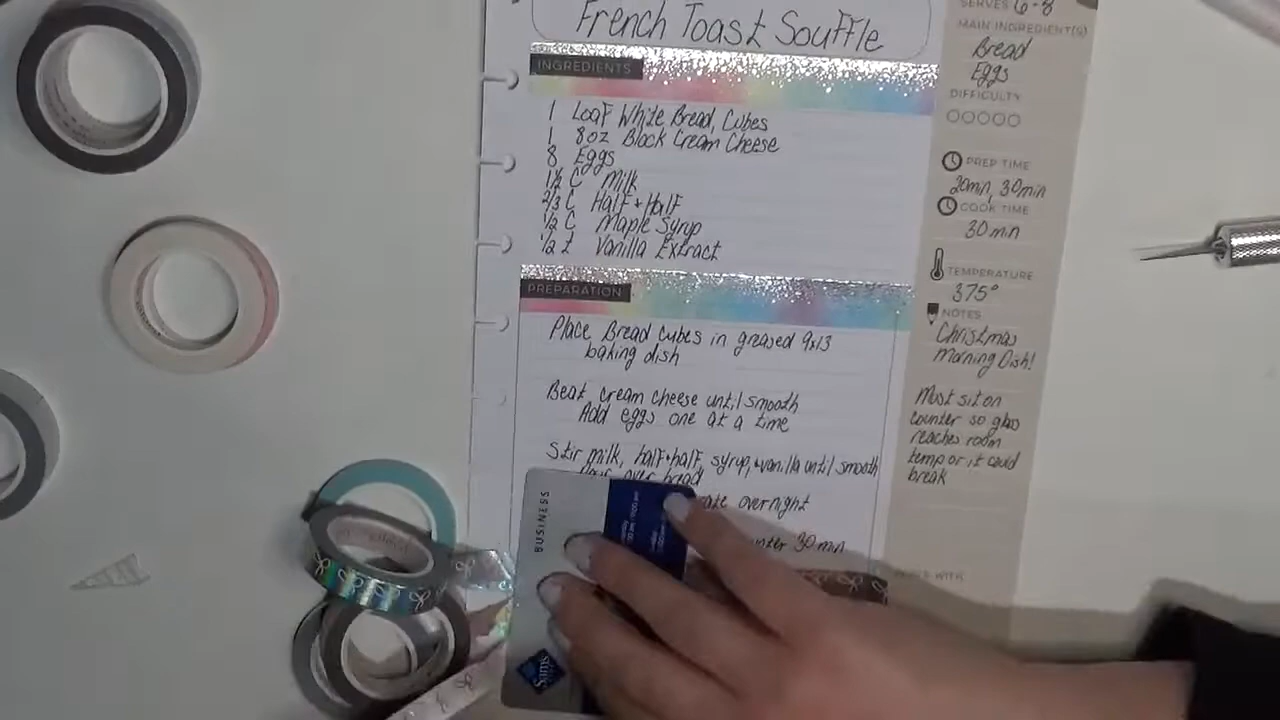 French Toast Souffle
SERVES 6-8
MAIN INGREDIENT(S)
Bread
Eggs
DIFFICULTY
PREP TIME
20min, 30min
COOK TIME
30 min
TEMPERATURE
375°
NOTES
Christmas
Morning Dish!
Must sit on
counter so glass
reaches room
temp or it could
break
INGREDIENTS
1 Loaf White Bread, Cubes
1 8oz Block Cream Cheese
8 Eggs
1½ C Milk
2/3 C Half+Half
½ C Maple Syrup
½ t Vanilla Extract
PREPARATION
Place Bread Cubes in greased 9x13
baking dish
Beat cream cheese until smooth
Add eggs one at a time
Stir milk, half+half, syrup, +vanilla until smooth
pour over bread
overnight
30 min
WITH
BUSINESS
Sam's